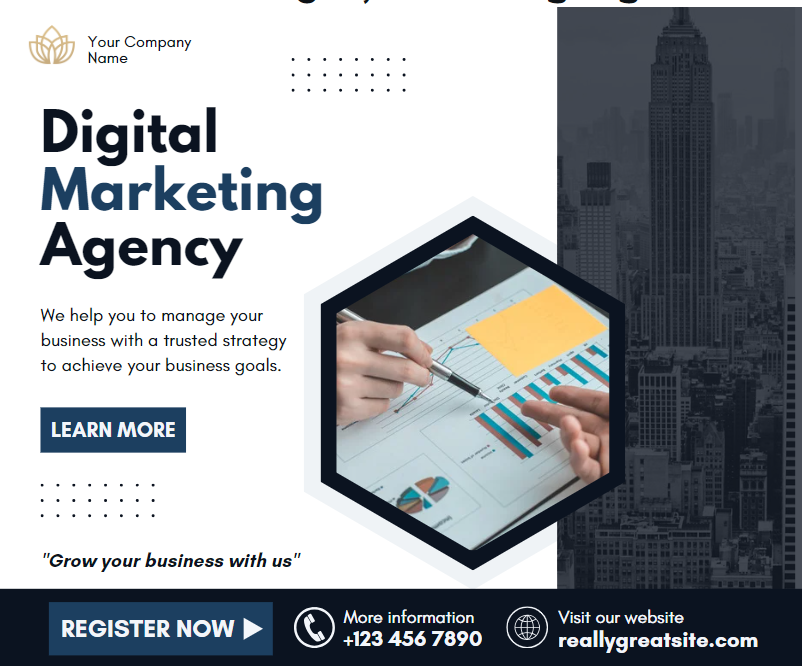 Your Company
Name
Digital
Marketing
Agency
We help you to manage your
business with a trusted strategy
to achieve your business goals.
LEARN MORE
"Grow your business with us"
REGISTER NOW
More information
+123 456 7890
Visit our website
reallygreatsite.com